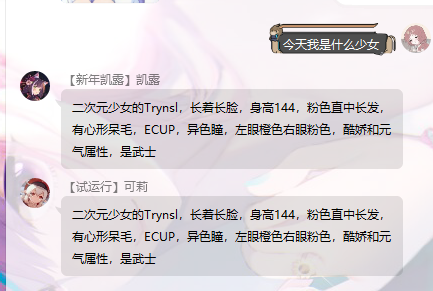 今天我是什么少女
【新年凯露】凯露
二次元少女的Trynsl，长着长脸，身高144，粉色直中长发，
有心形呆毛，ECUP，异色瞳，左眼橙色右眼粉色，酷娇和元
气属性，是武士
【试运行】可莉
二次元少女的Trynsl，长着长脸，身高144，粉色直中长发，
有心形呆毛，ECUP，异色瞳，左眼橙色右眼粉色，酷娇和元
气属性，是武士